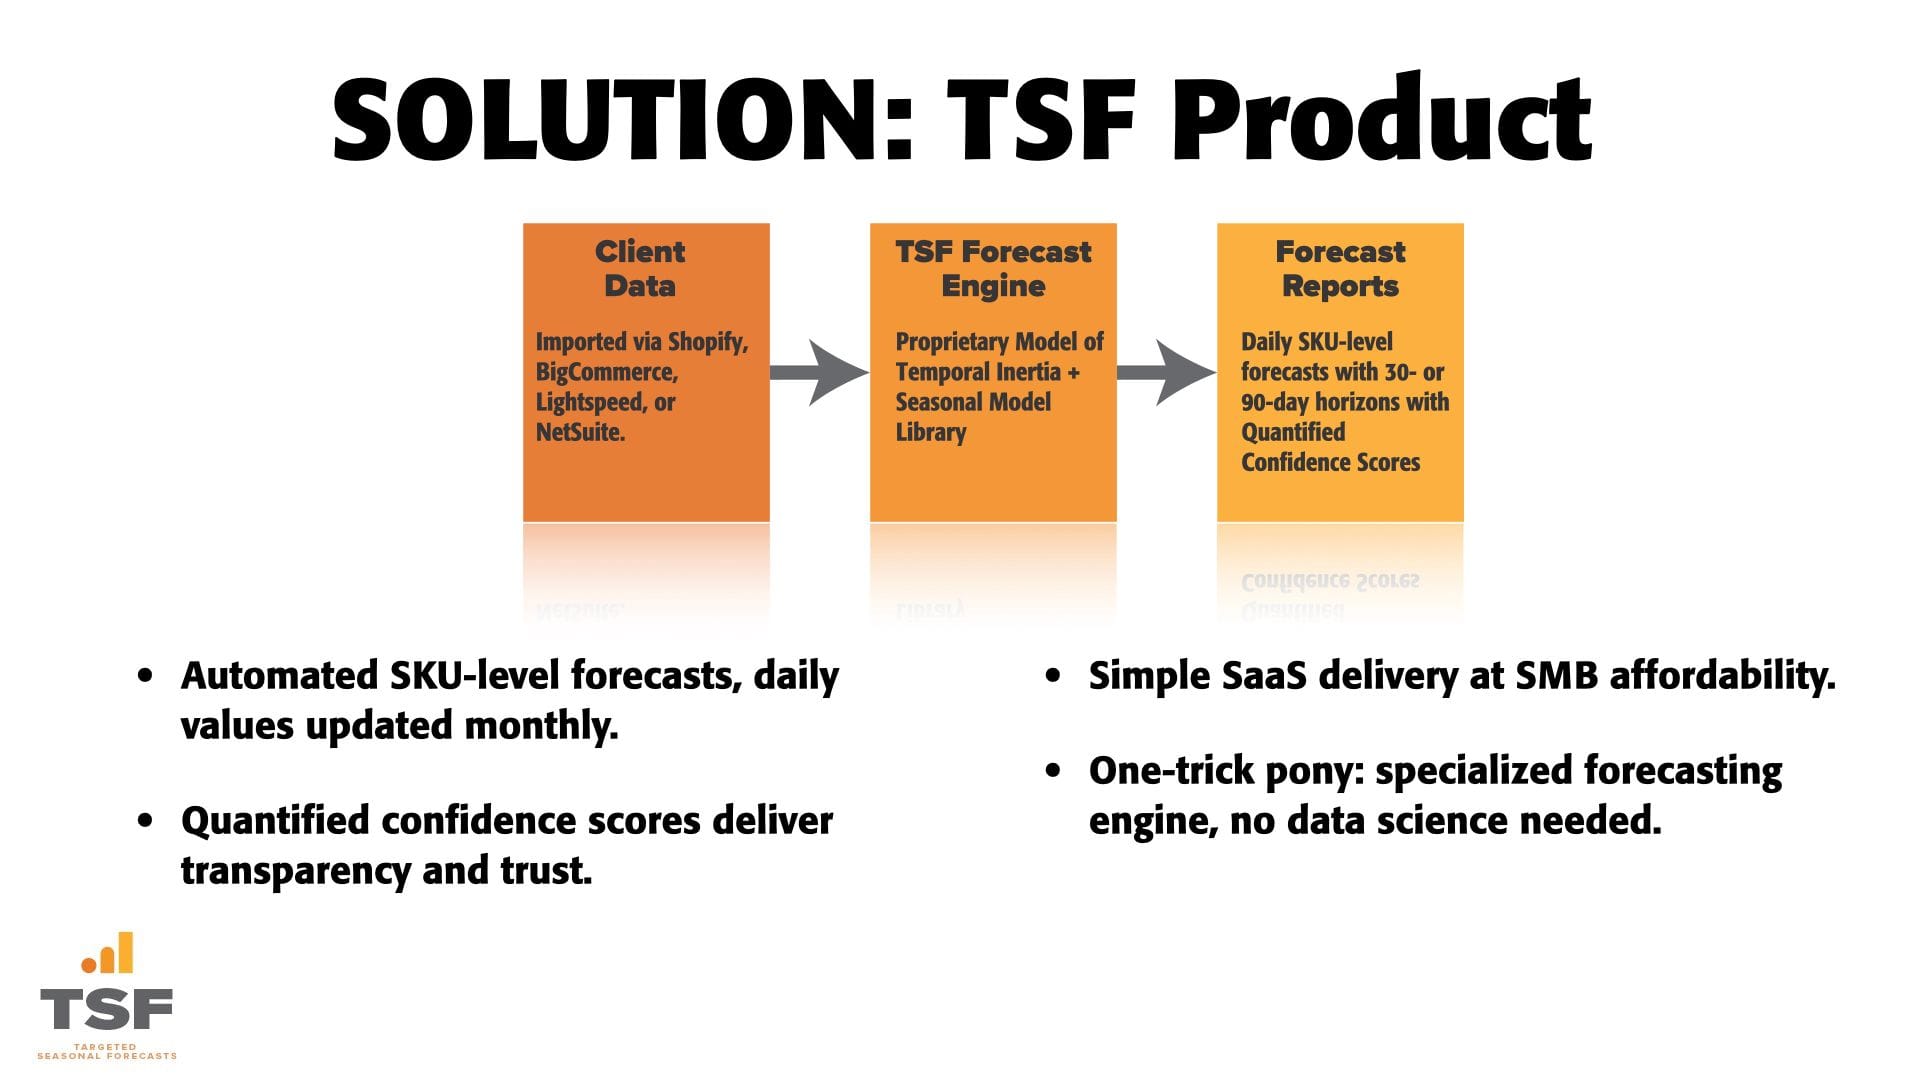 SOLUTION: TSF Product
Client
Data
Imported via Shopify,
BigCommerce,
Lightspeed, or
NetSuite.
TSF Forecast
Engine
Proprietary Model of
Temporal Inertia +
Seasonal Model
Library
Forecast
Reports
Daily SKU-level
forecasts with 30- or
90-day horizons with
Quantified
Confidence Scores
• Automated SKU-level forecasts, daily
values updated monthly.
• Quantified confidence scores deliver
transparency and trust.
• Simple SaaS delivery at SMB affordability.
• One-trick pony: specialized forecasting
engine, no data science needed.
TSF
TARGETED
SEASONAL FORECASTS